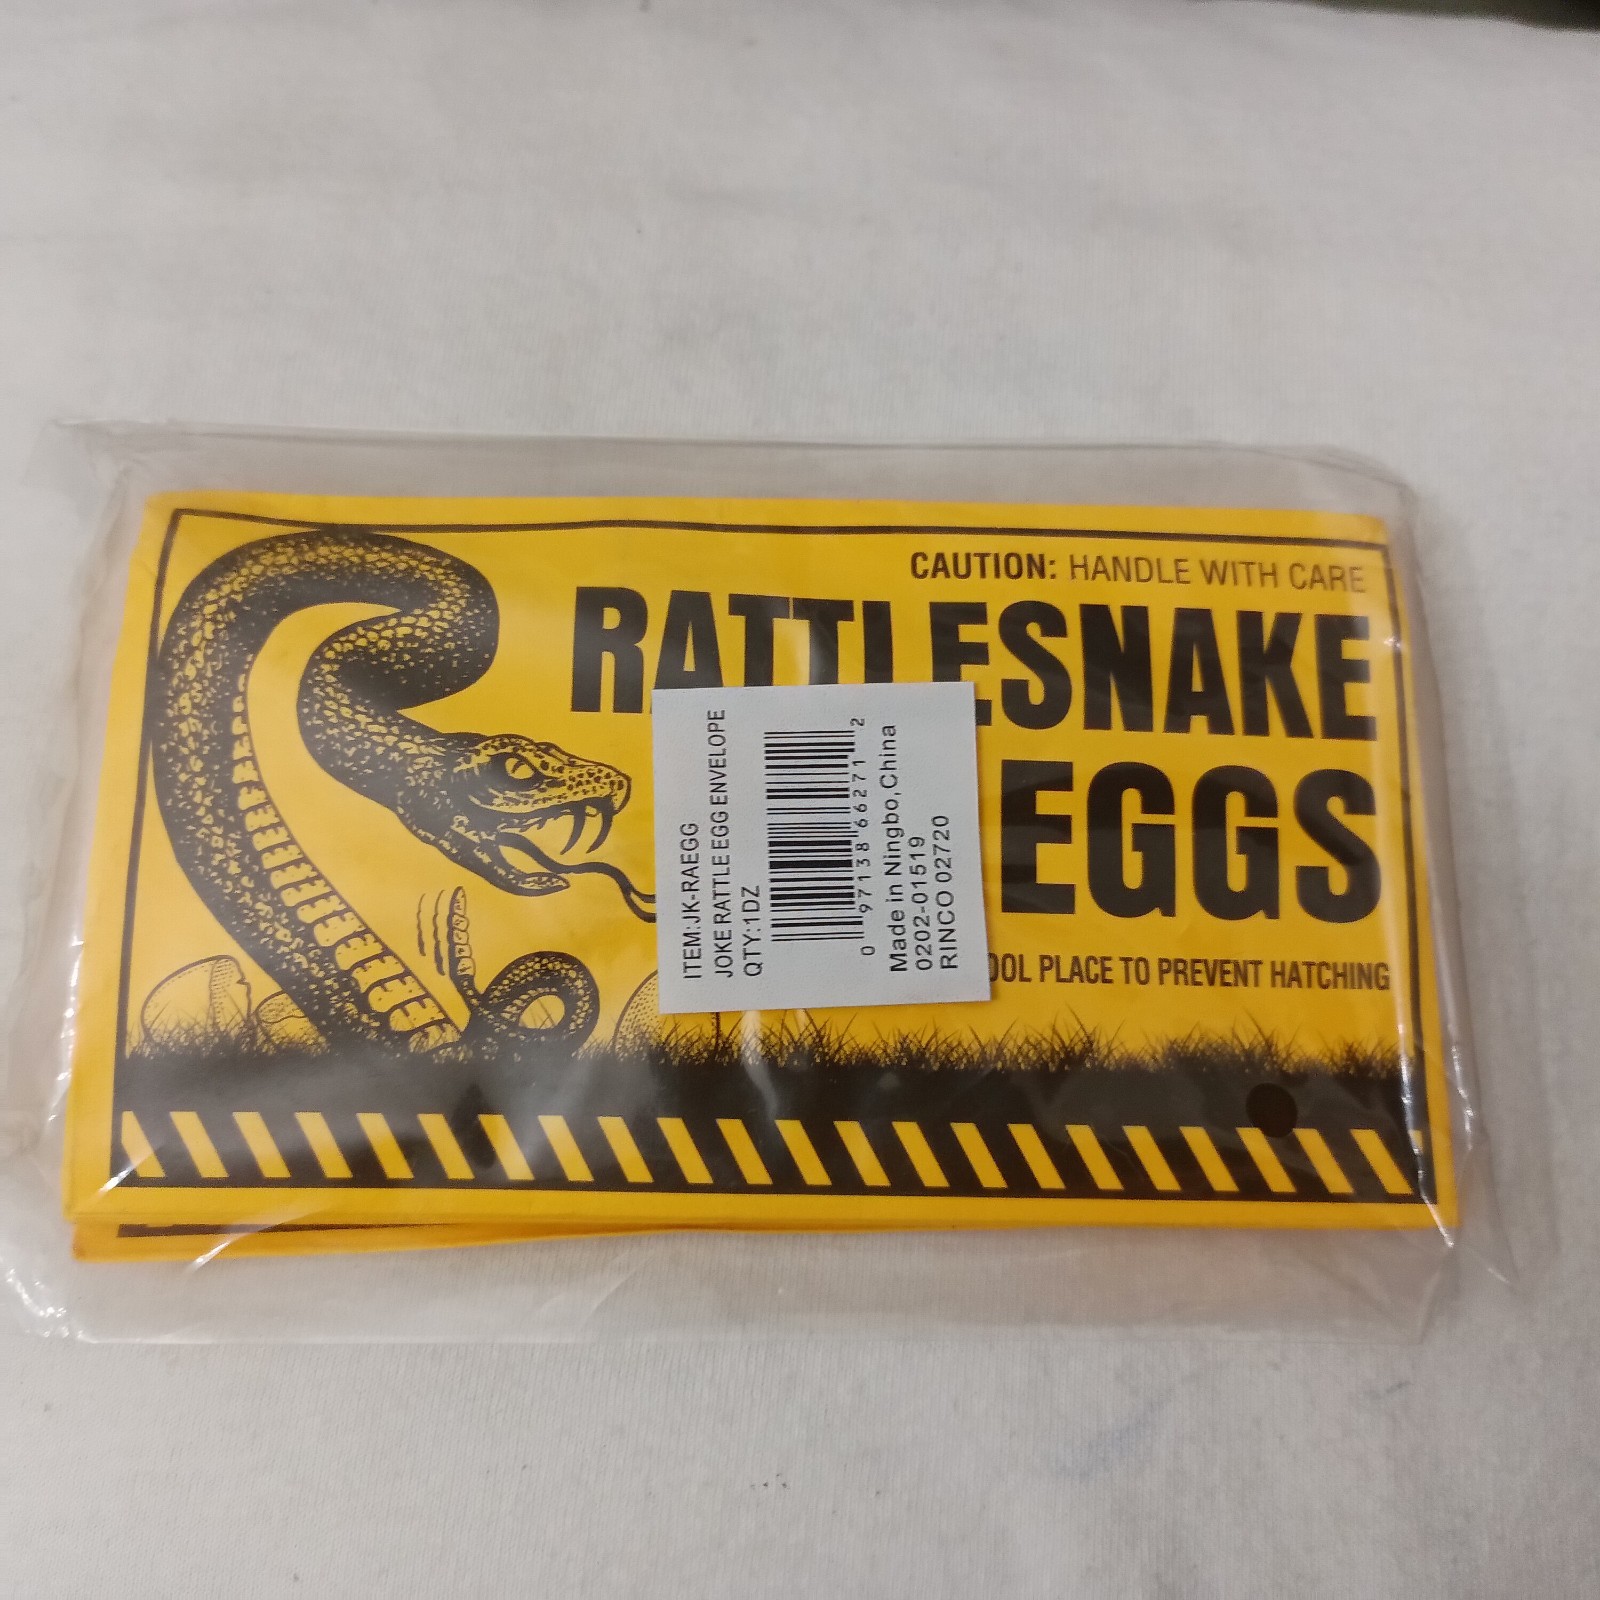 CAUTION: HANDLE WITH CARE
RATTLESNAKE
EGGS
PLACE TO PREVENT HATCHING
ITEM:JK-RAEGG
JOKE RATTLE EGG ENVELOPE
QTY:1DZ
0 97138 66271 2
Made in Ningbo,China
0202-01519
RINCO 02720